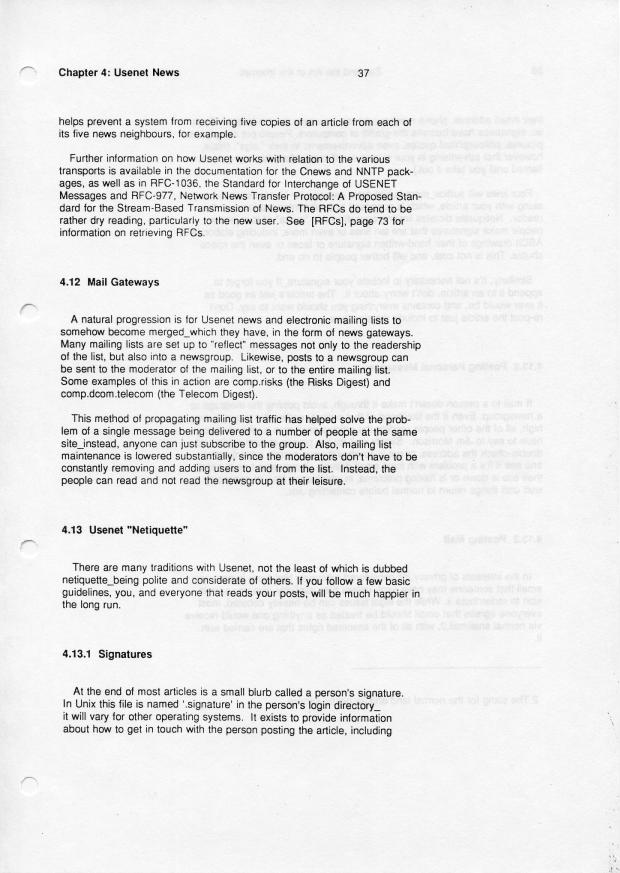 Chapter 4: Usenet News 37
helps prevent a system from receiving five copies of an article from each of
its five news neighbours, for example.
Further information on how Usenet works with relation to the various
transports is available in the documentation for the Cnews and NNTP pack-
ages, as well as in RFC-1036, the Standard for Interchange of USENET
Messages and RFC-977, Network News Transfer Protocol: A Proposed Stan-
dard for the Stream-Based Transmission of News. The RFCs do tend to be
rather dry reading, particularly to the new user. See [RFCs], page 73 for
information on retrieving RFCs.
4.12 Mail Gateways
A natural progression is for Usenet news and electronic mailing lists to
somehow become merged_which they have, in the form of news gateways.
Many mailing lists are set up to "reflect" messages not only to the readership
of the list, but also into a newsgroup. Likewise, posts to a newsgroup can
be sent to the moderator of the mailing list, or to the entire mailing list.
Some examples of this in action are comp.risks (the Risks Digest) and
comp.dcom.telecom (the Telecom Digest).
This method of propagating mailing list traffic has helped solve the prob-
lem of a single message being delivered to a number of people at the same
site_instead, anyone can just subscribe to the group. Also, mailing list
maintenance is lowered substantially, since the moderators don't have to be
constantly removing and adding users to and from the list. Instead, the
people can read and not read the newsgroup at their leisure.
4.13 Usenet "Netiquette"
There are many traditions with Usenet, not the least of which is dubbed
netiquette_being polite and considerate of others. If you follow a few basic
guidelines, you, and everyone that reads your posts, will be much happier in
the long run.
4.13.1 Signatures
At the end of most articles is a small blurb called a person's signature.
In Unix this file is named '.signature' in the person's login directory_
it will vary for other operating systems. It exists to provide information
about how to get in touch with the person posting the article, including